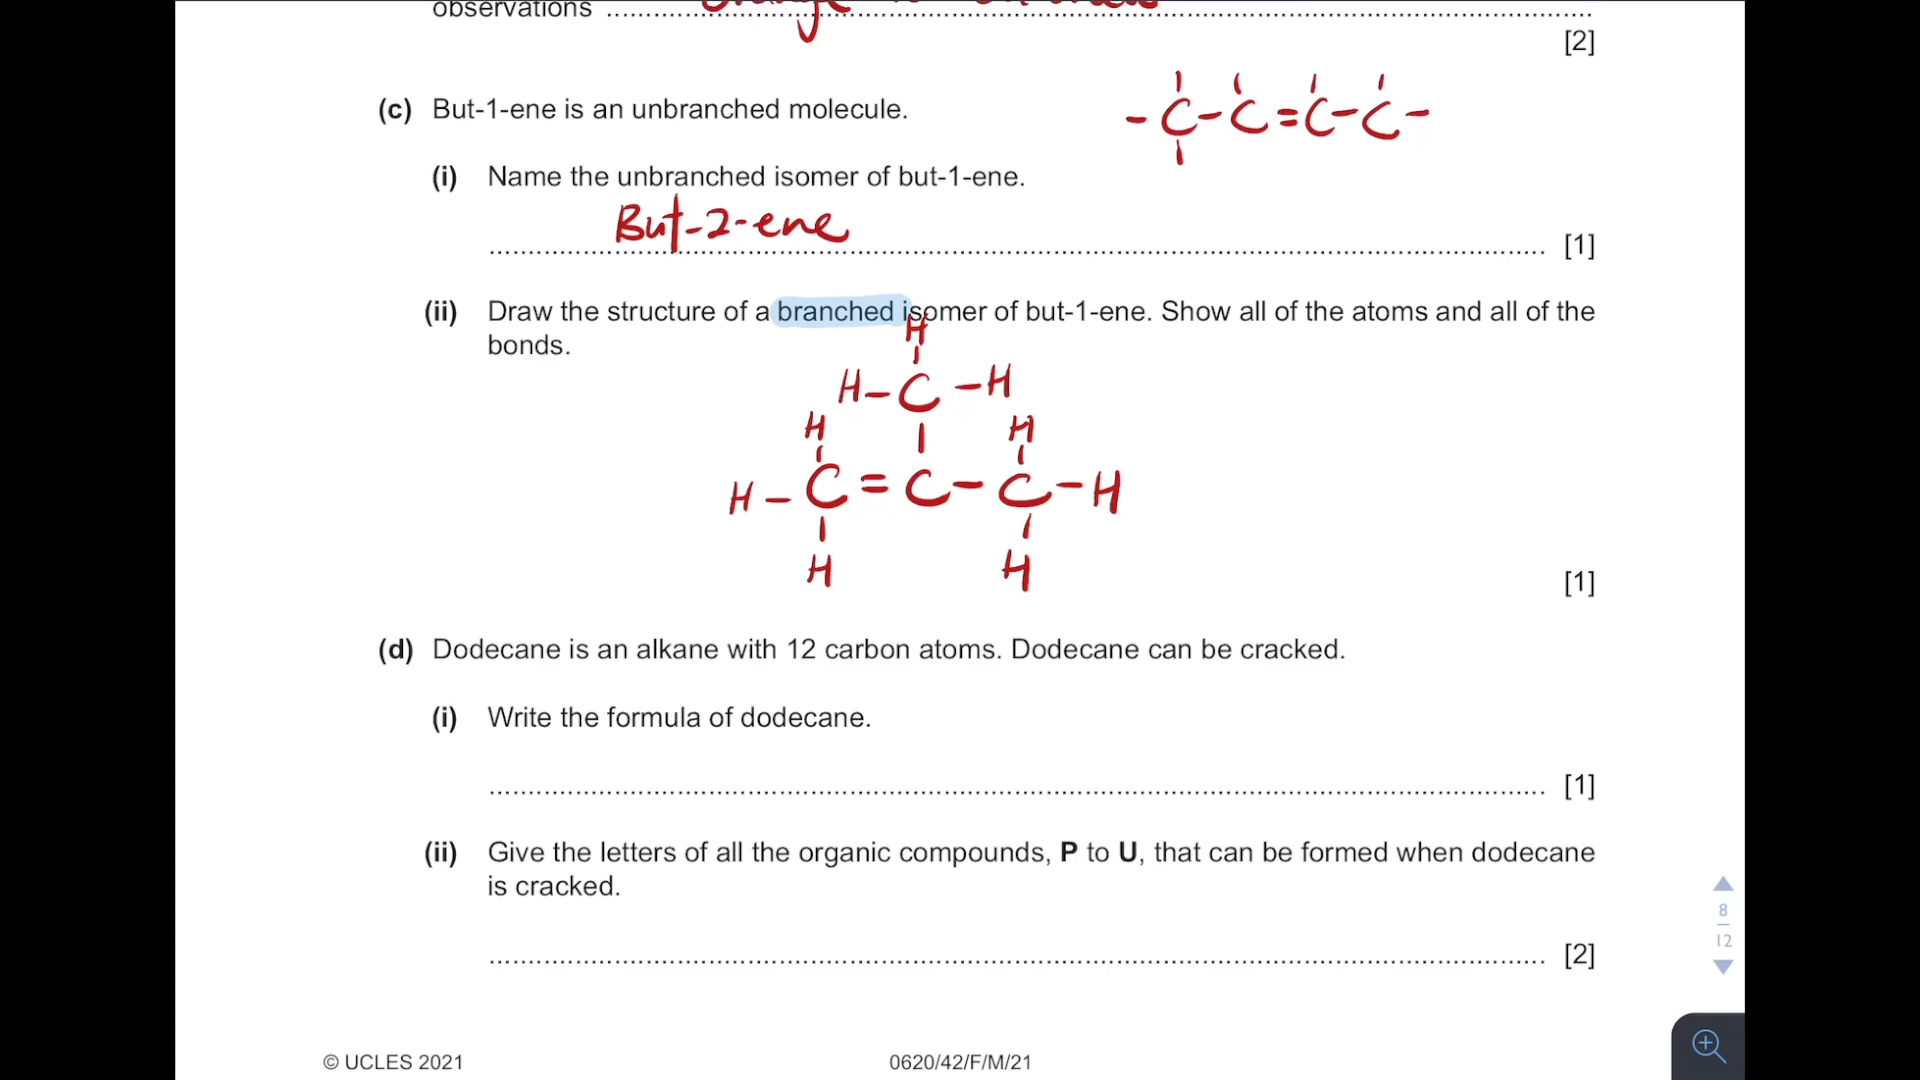 observations
[2]
(c) But-1-ene is an unbranched molecule.
- C - C = C - C -
(i) Name the unbranched isomer of but-1-ene.
But-2-ene
[1]
(ii) Draw the structure of a branched isomer of but-1-ene. Show all of the atoms and all of the
bonds.
H
H - C - H
H H
H - C = C - C - H
H H
[1]
(d) Dodecane is an alkane with 12 carbon atoms. Dodecane can be cracked.
(i) Write the formula of dodecane.
[1]
(ii) Give the letters of all the organic compounds, P to U, that can be formed when dodecane
is cracked.
[2]
8
12
© UCLES 2021 0620/42/F/M/21